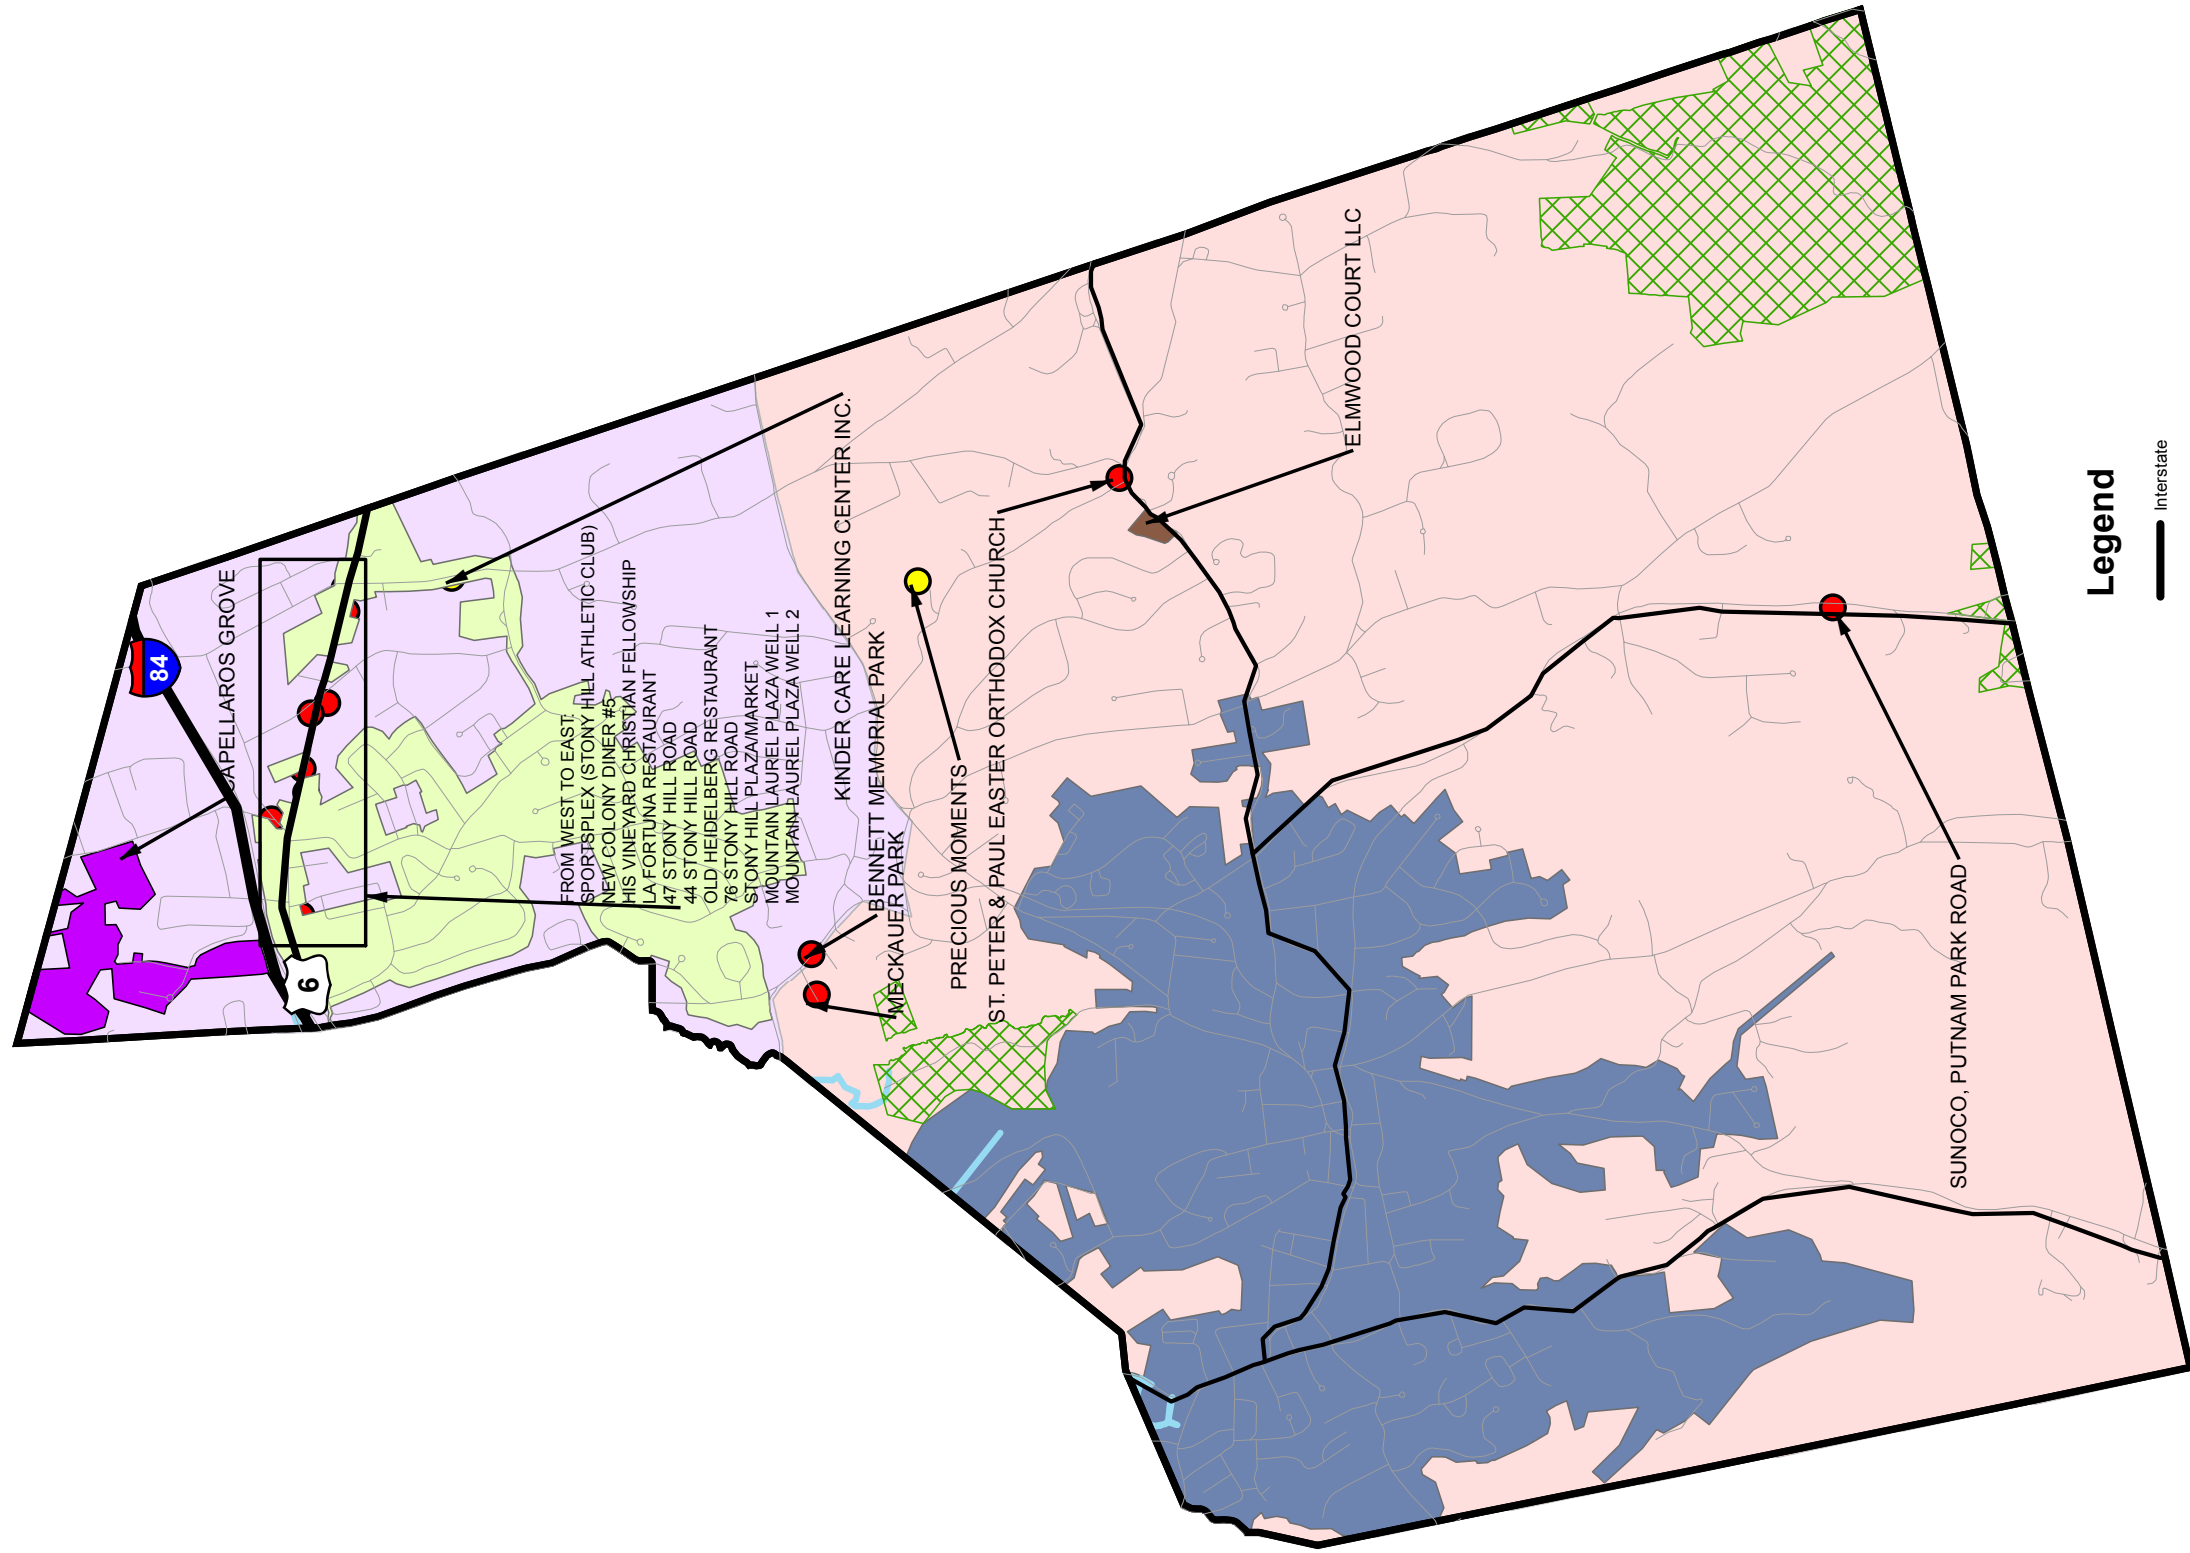 CAPELLAROS GROVE
84
6
FROM WEST TO EAST:
SPORTSPLEX (STONY HILL ATHLETIC CLUB)
NEW COLONY DINER #5
HIS VINEYARD CHRISTIAN FELLOWSHIP
LA FORTUNA RESTAURANT
47 STONY HILL ROAD
44 STONY HILL ROAD
OLD HEIDELBERG RESTAURANT
76 STONY HILL ROAD
STONY HILL PLAZA/MARKET
MOUNTAIN LAUREL PLAZA WELL 1
MOUNTAIN LAUREL PLAZA WELL 2
KINDER CARE LEARNING CENTER INC.
BENNETT MEMORIAL PARK
MECKAUER PARK
PRECIOUS MOMENTS
ST. PETER & PAUL EASTER ORTHODOX CHURCH
ELMWOOD COURT LLC
SUNOCO, PUTNAM PARK ROAD
Legend
Interstate